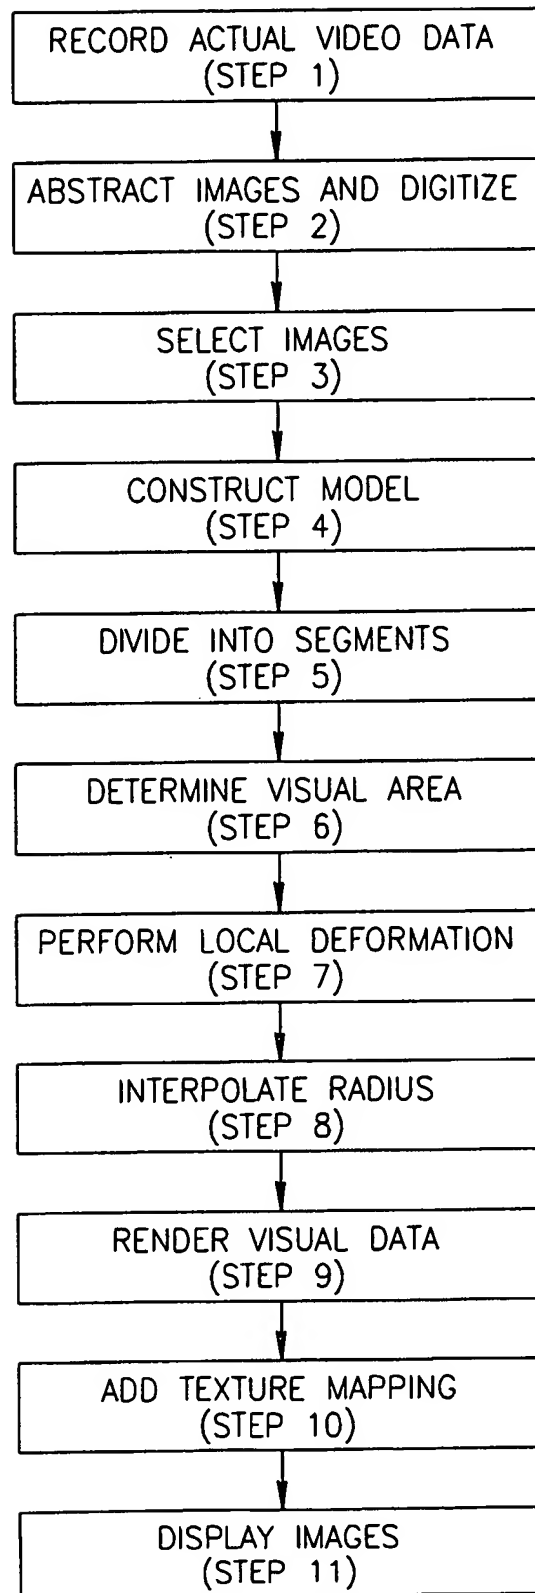 RECORD ACTUAL VIDEO DATA
(STEP 1)
ABSTRACT IMAGES AND DIGITIZE
(STEP 2)
SELECT IMAGES
(STEP 3)
CONSTRUCT MODEL
(STEP 4)
DIVIDE INTO SEGMENTS
(STEP 5)
DETERMINE VISUAL AREA
(STEP 6)
PERFORM LOCAL DEFORMATION
(STEP 7)
INTERPOLATE RADIUS
(STEP 8)
RENDER VISUAL DATA
(STEP 9)
ADD TEXTURE MAPPING
(STEP 10)
DISPLAY IMAGES
(STEP 11)